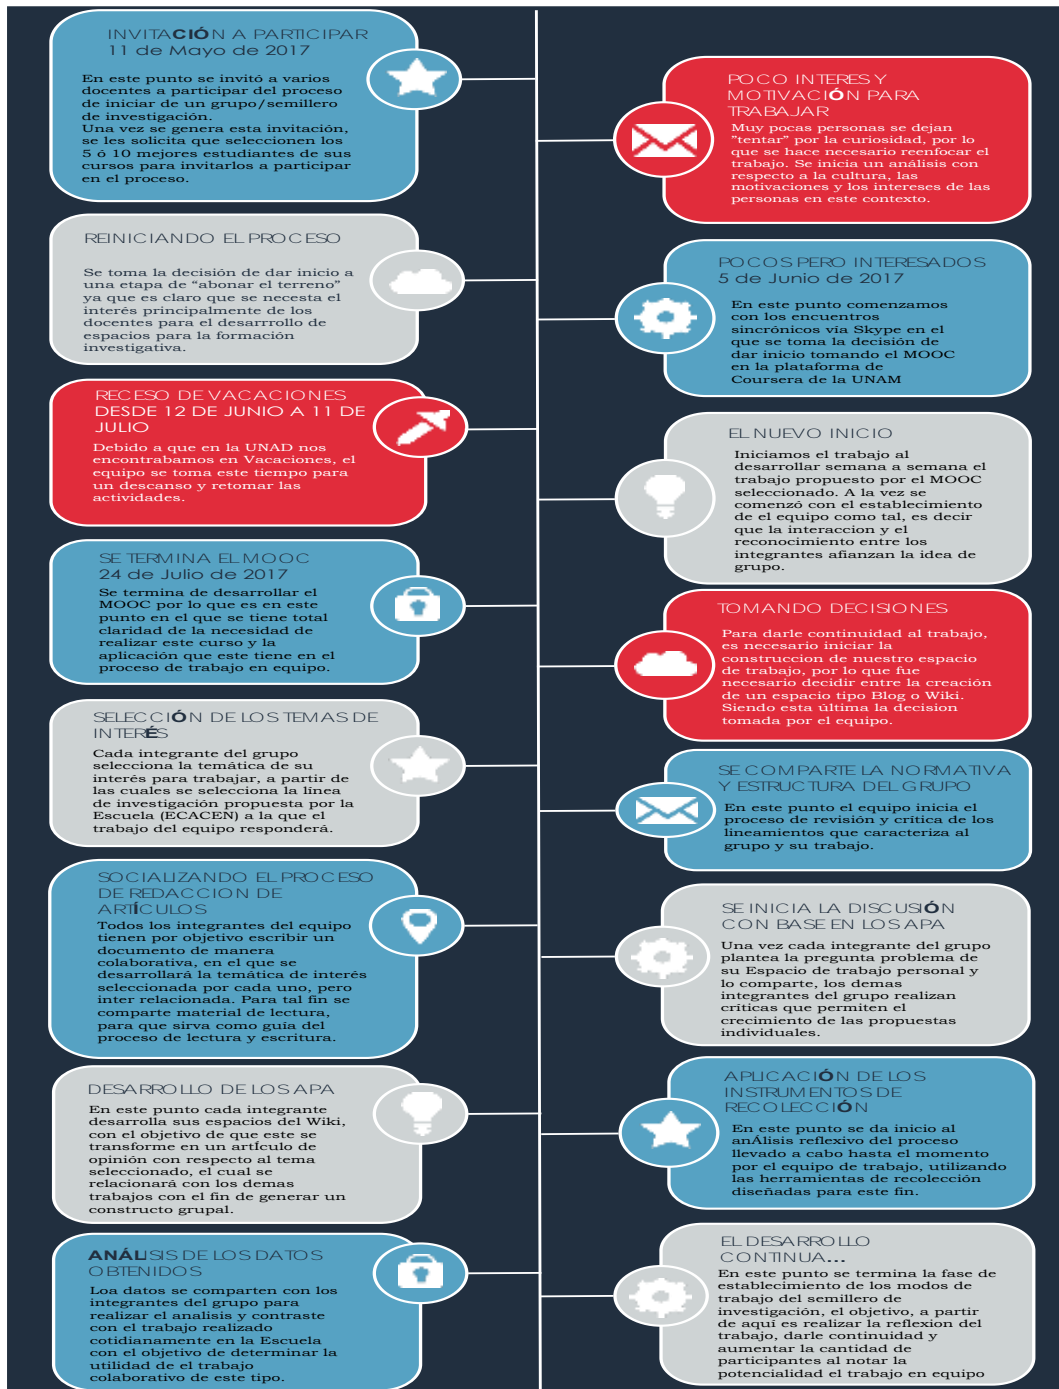 INVITACIÓN A PARTICIPAR
11 de Mayo de 2017
En este punto se invitó a varios
docentes a participar del proceso
de iniciar de un grupo/semillero
de investigación.
Una vez se genera esta invitación,
se les solicita que seleccionen los
5 ó 10 mejores estudiantes de sus
cursos para invitarlos a participar
en el proceso.
POCO INTERES Y
MOTIVACIÓN PARA
TRABAJAR
Muy pocas personas se dejan
"tentar" por la curiosidad, por lo
que se hace necesario reenfocar el
trabajo. Se inicia un análisis con
respecto a la cultura, las
motivaciones y los intereses de las
personas en este contexto.
REINICIANDO EL PROCESO
Se toma la decisión de dar inicio a
una etapa de “abonar el terreno”
ya que es claro que se necesta el
interés principalmente de los
docentes para el desarrrollo de
espacios para la formación
investigativa.
POCOS PERO INTERESADOS
5 de Junio de 2017
En este punto comenzamos
con los encuentros
sincrónicos vía Skype en el
que se toma la decisión de
dar inicio tomando el MOOC
en la plataforma de
Coursera de la UNAM
RECESO DE VACACIONES
DESDE 12 DE JUNIO A 11 DE
JULIO
Debido a que en la UNAD nos
encontrabamos en Vacaciones, el
equipo se toma este tiempo para
un descanso y retomar las
actividades.
EL NUEVO INICIO
Iniciamos el trabajo al
desarrollar semana a semana el
trabajo propuesto por el MOOC
seleccionado. A la vez se
comenzó con el establecimiento
de el equipo como tal, es decir
que la interaccion y el
reconocimiento entre los
integrantes afianzan la idea de
grupo.
SE TERMINA EL MOOC
24 de Julio de 2017
Se termina de desarrollar el
MOOC por lo que es en este
punto en el que se tiene total
claridad de la necesidad de
realizar este curso y la
aplicación que este tiene en el
proceso de trabajo en equipo.
TOMANDO DECISIONES
Para darle continuidad al trabajo,
es necesario iniciar la
construccion de nuestro espacio
de trabajo, por lo que fue
necesario decidir entre la creación
de un espacio tipo Blog o Wiki.
Siendo esta última la decision
tomada por el equipo.
SELECCIÓN DE LOS TEMAS DE
INTERÉS
Cada integrante del grupo
selecciona la temática de su
interés para trabajar, a partir de
las cuales se selecciona la línea
de investigación propuesta por la
Escuela (ECACEN) a la que el
trabajo del equipo responderá.
SE COMPARTE LA NORMATIVA
Y ESTRUCTURA DEL GRUPO
En este punto el equipo inicia el
proceso de revisión y crítica de los
lineamientos que caracteriza al
grupo y su trabajo.
SOCIALIZANDO EL PROCESO
DE REDACCION DE
ARTÍCULOS
Todos los integrantes del equipo
tienen por objetivo escribir un
documento de manera
colaborativa, en el que se
desarrollará la temática de interés
seleccionada por cada uno, pero
inter relacionada. Para tal fin se
comparte material de lectura,
para que sirva como guía del
proceso de lectura y escritura.
SE INICIA LA DISCUSIÓN
CON BASE EN LOS APA
Una vez cada integrante del grupo
plantea la pregunta problema de
su Espacio de trabajo personal y
lo comparte, los demas
integrantes del grupo realizan
críticas que permiten el
crecimiento de las propuestas
individuales.
DESARROLLO DE LOS APA
En este punto cada integrante
desarrolla sus espacios del Wiki,
con el objetivo de que este se
transforme en un artÍculo de
opinión con respecto al tema
seleccionado, el cual se
relacionará con los demas
trabajos con el fin de generar un
constructo grupal.
APLICACIÓN DE LOS
INSTRUMENTOS DE
RECOLECCIÓN
En este punto se da inicio al
anÁlisis reflexivo del proceso
llevado a cabo hasta el momento
por el equipo de trabajo, utilizando
las herramientas de recolección
diseñadas para este fin.
ANÁLISIS DE LOS DATOS
OBTENIDOS
Loa datos se comparten con los
integrantes del grupo para
realizar el analisis y contraste
con el trabajo realizado
cotidianamente en la Escuela
con el objetivo de determinar la
utilidad de el trabajo
colaborativo de este tipo.
EL DESARROLLO
CONTINUA...
En este punto se termina la fase de
establecimiento de los modos de
trabajo del semillero de
investigación, el objetivo, a partir
de aquí es realizar la reflexion del
trabajo, darle continuidad y
aumentar la cantidad de
participantes al notar la
potencialidad el trabajo en equipo